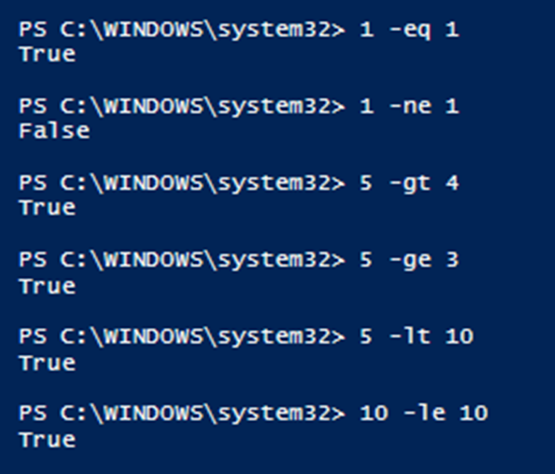 PS C:\WINDOWS\system32> 1 -eq 1
True
PS C:\WINDOWS\system32> 1 -ne 1
False
PS C:\WINDOWS\system32> 5 -gt 4
True
PS C:\WINDOWS\system32> 5 -ge 3
True
PS C:\WINDOWS\system32> 5 -lt 10
True
PS C:\WINDOWS\system32> 10 -le 10
True